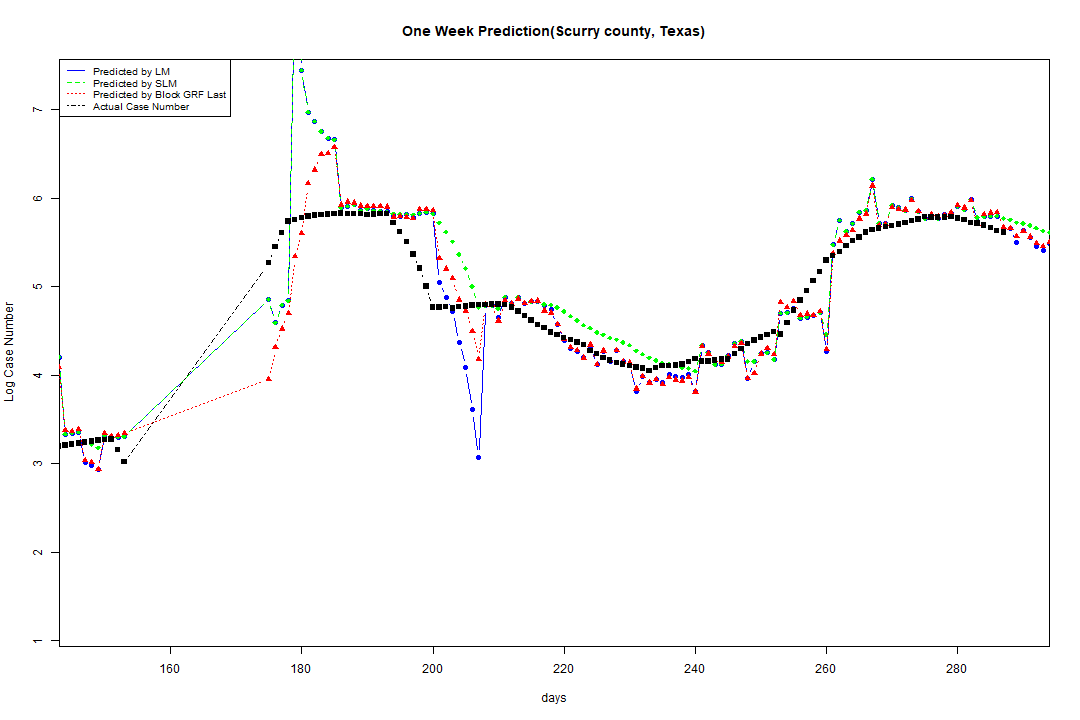 One Week Prediction(Scurry county, Texas)
Predicted by LM
Predicted by SLM
Predicted by Block GRF Last
Actual Case Number
Log Case Number
7
6
5
4
3
2
1
160 180 200 220 240 260 280
days